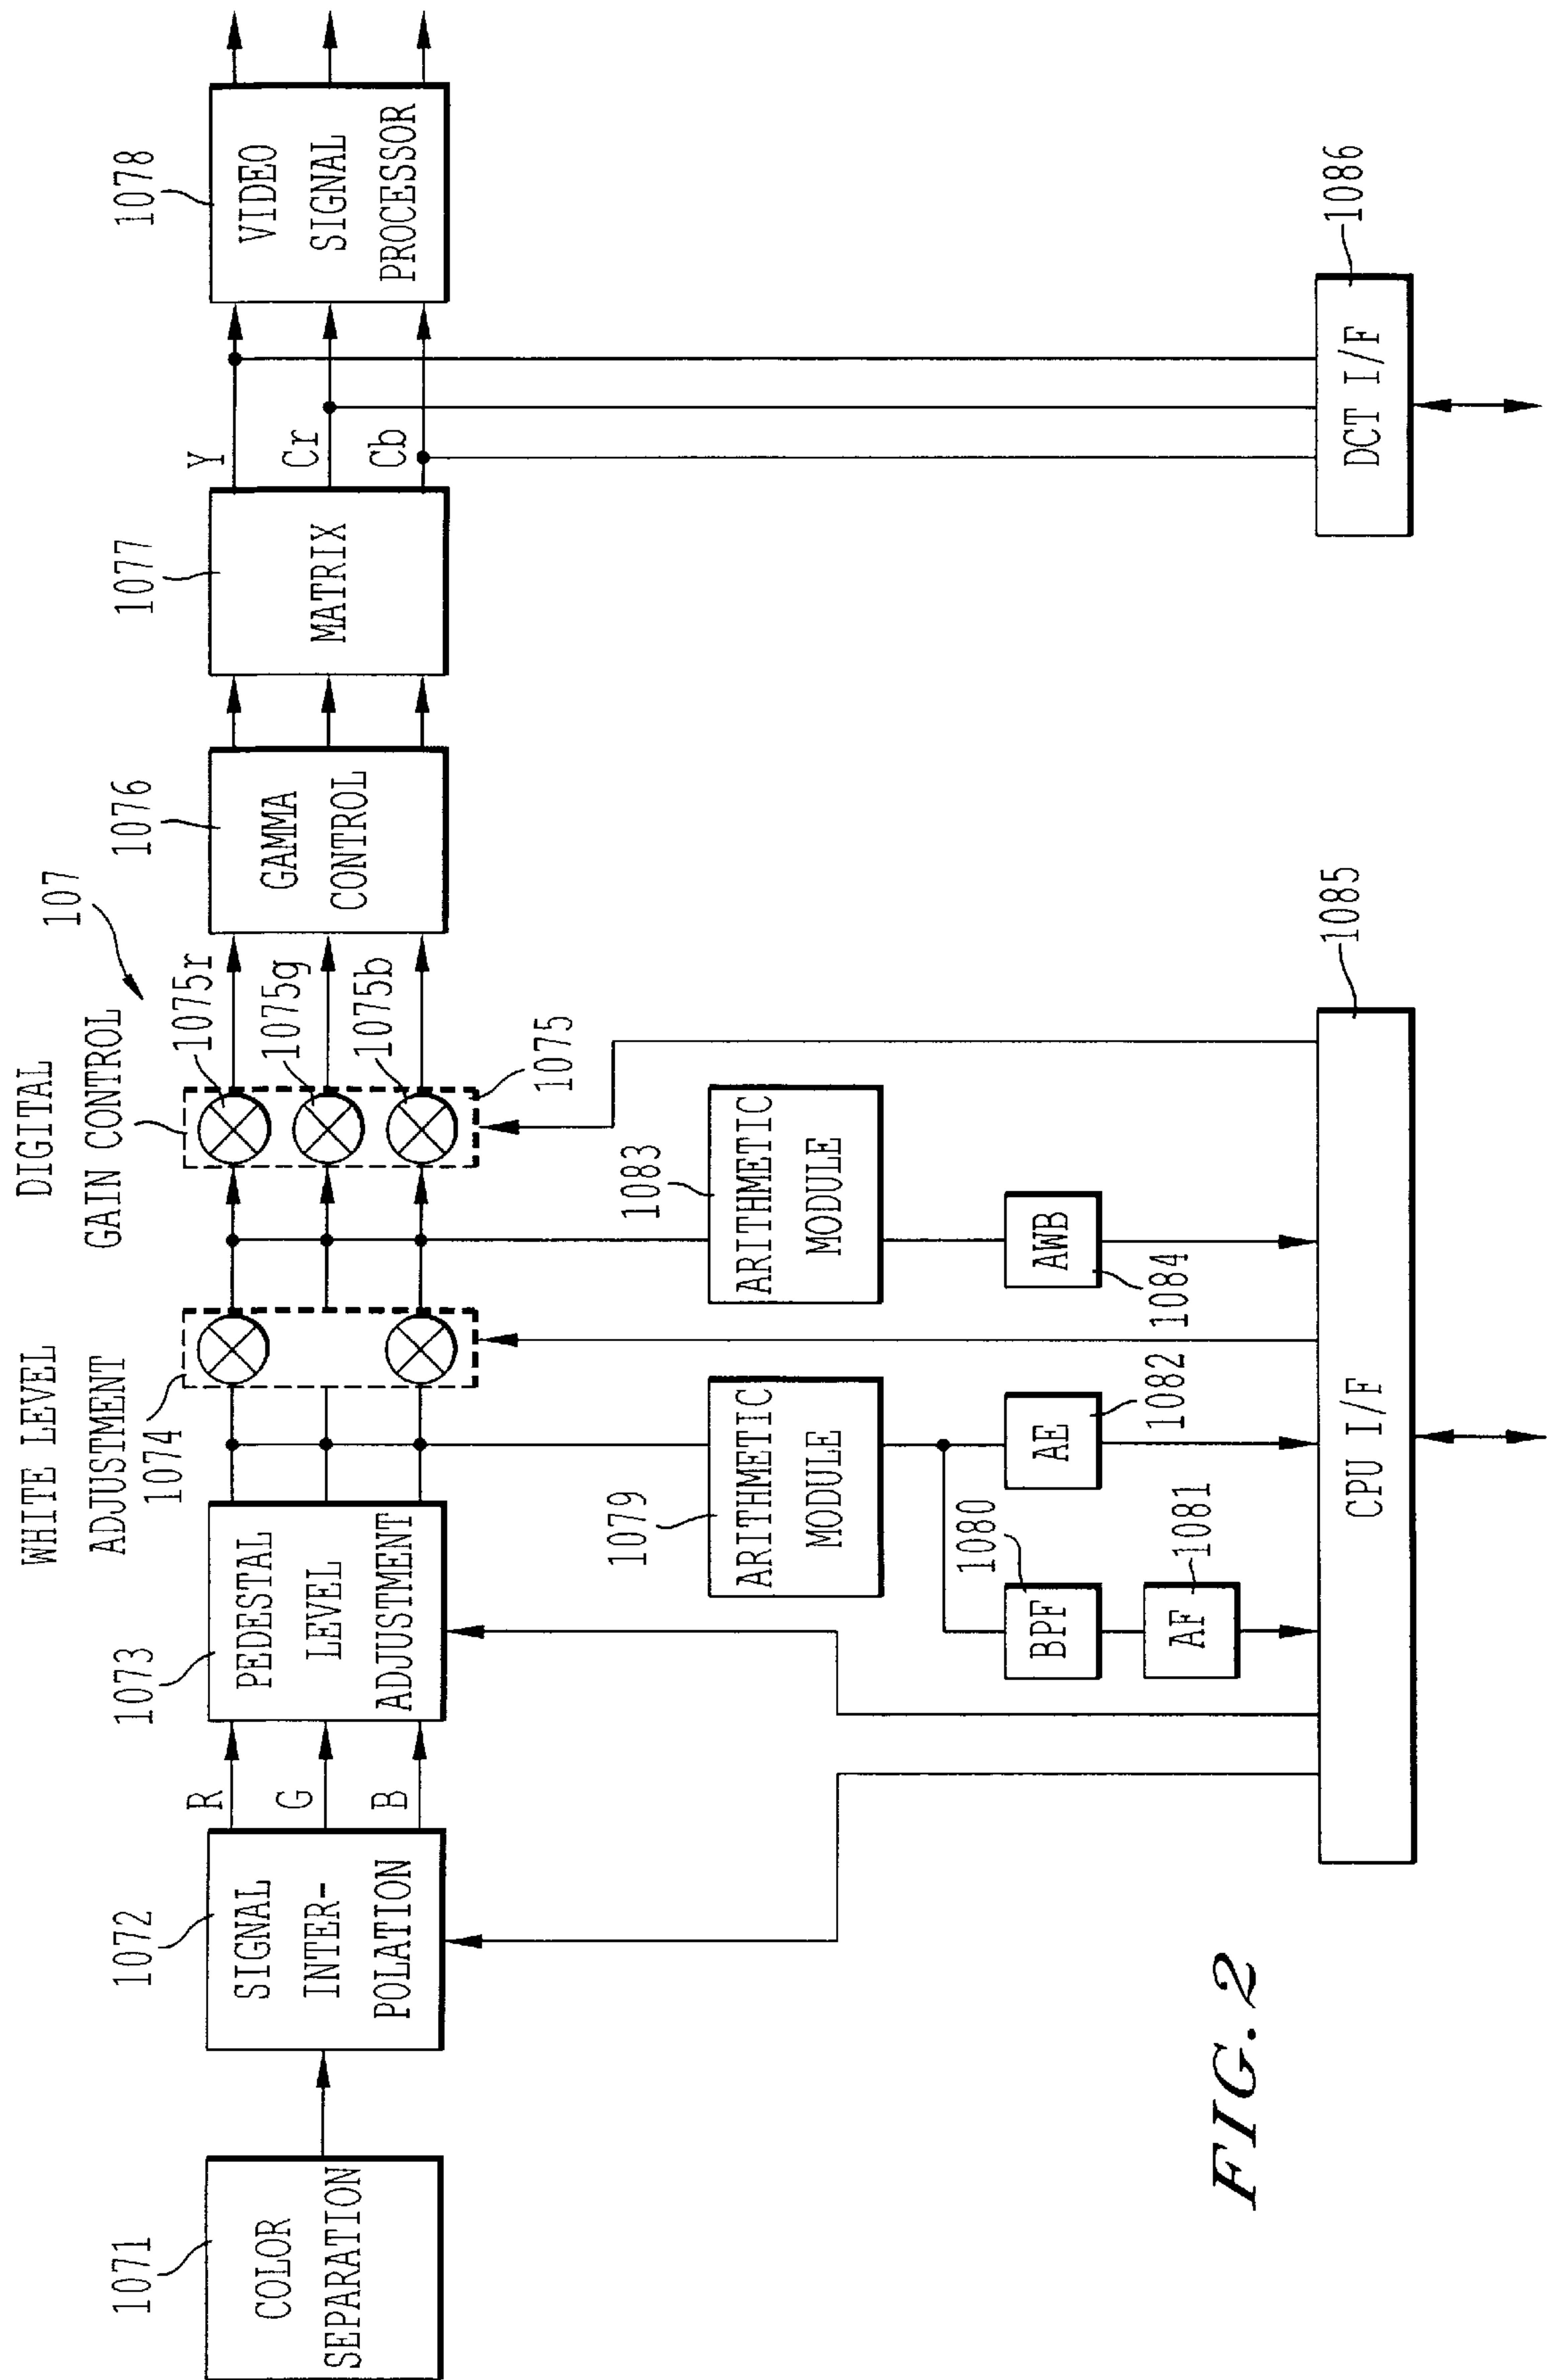 DIGITAL
GAIN CONTROL
107
WHITE LEVEL
ADJUSTMENT
1074
1071
COLOR
SEPARATION
1072
SIGNAL
INTER-
POLATION
R
G
B
1073
PEDESTAL
LEVEL
ADJUSTMENT
1075r
1075g
1075b
1075
1076
GAMMA
CONTROL
1077
MATRIX
Y
Cr
Cb
1078
VIDEO
SIGNAL
PROCESSOR
1079
ARITHMETIC
MODULE
1083
ARITHMETIC
MODULE
1080
BPF
1081
AF
AE
1082
AWB
1084
CPU I/F
1085
DCT I/F
1086
FIG. 2